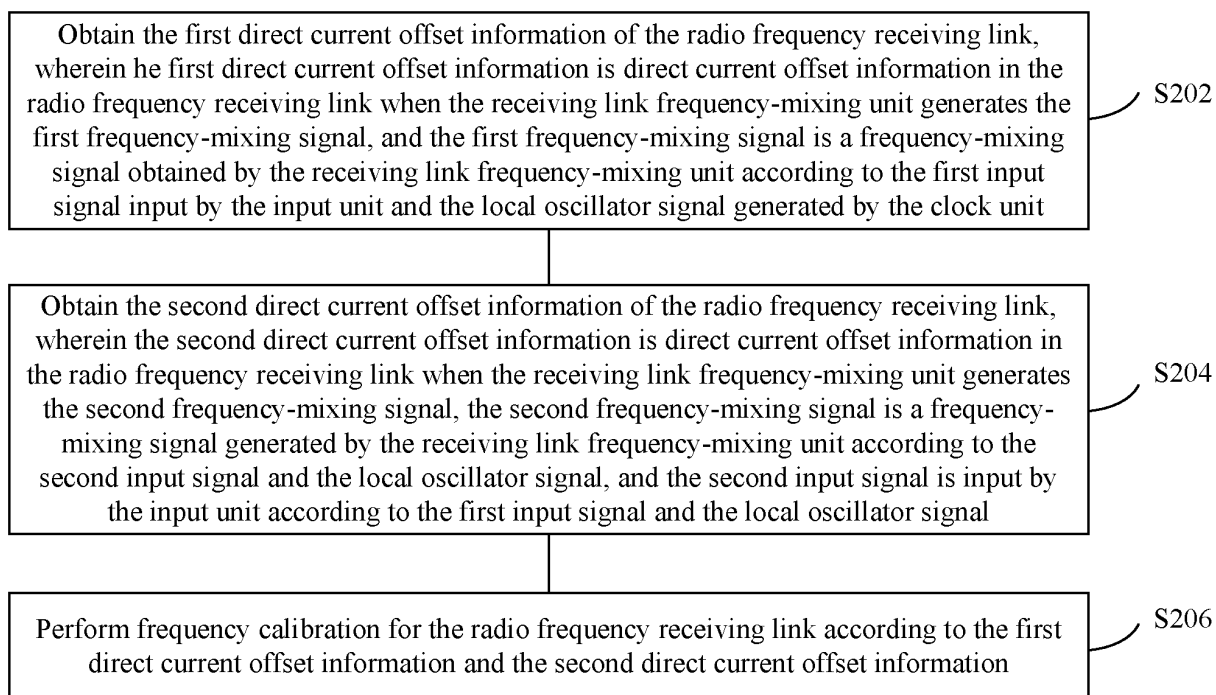 Obtain the first direct current offset information of the radio frequency receiving link,
wherein he first direct current offset information is direct current offset information in the
radio frequency receiving link when the receiving link frequency-mixing unit generates the
first frequency-mixing signal, and the first frequency-mixing signal is a frequency-mixing
signal obtained by the receiving link frequency-mixing unit according to the first input
signal input by the input unit and the local oscillator signal generated by the clock unit
S202
Obtain the second direct current offset information of the radio frequency receiving link,
wherein the second direct current offset information is direct current offset information in
the radio frequency receiving link when the receiving link frequency-mixing unit generates
the second frequency-mixing signal, the second frequency-mixing signal is a frequency-
mixing signal generated by the receiving link frequency-mixing unit according to the
second input signal and the local oscillator signal, and the second input signal is input by
the input unit according to the first input signal and the local oscillator signal
S204
Perform frequency calibration for the radio frequency receiving link according to the first
direct current offset information and the second direct current offset information
S206